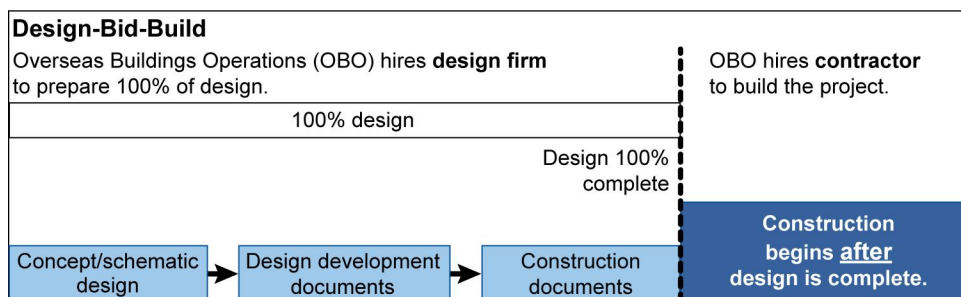 Design-Bid-Build
Overseas Buildings Operations (OBO) hires design firm
to prepare 100% of design.
OBO hires contractor
to build the project.
100% design
Design 100%
complete
Concept/schematic
design
Design development
documents
Construction
documents
Construction
begins after
design is complete.